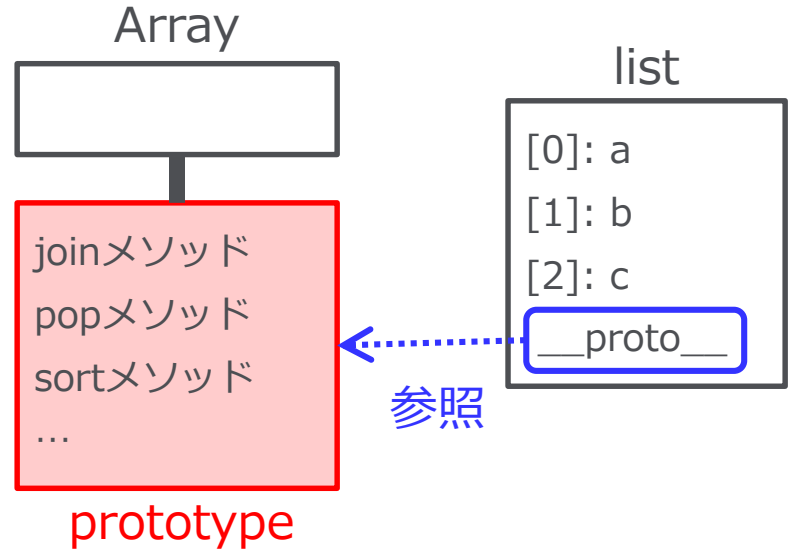 Array
joinメソッド
popメソッド
sortメソッド
...
prototype
参照
list
[0]: a
[1]: b
[2]: c
__proto__